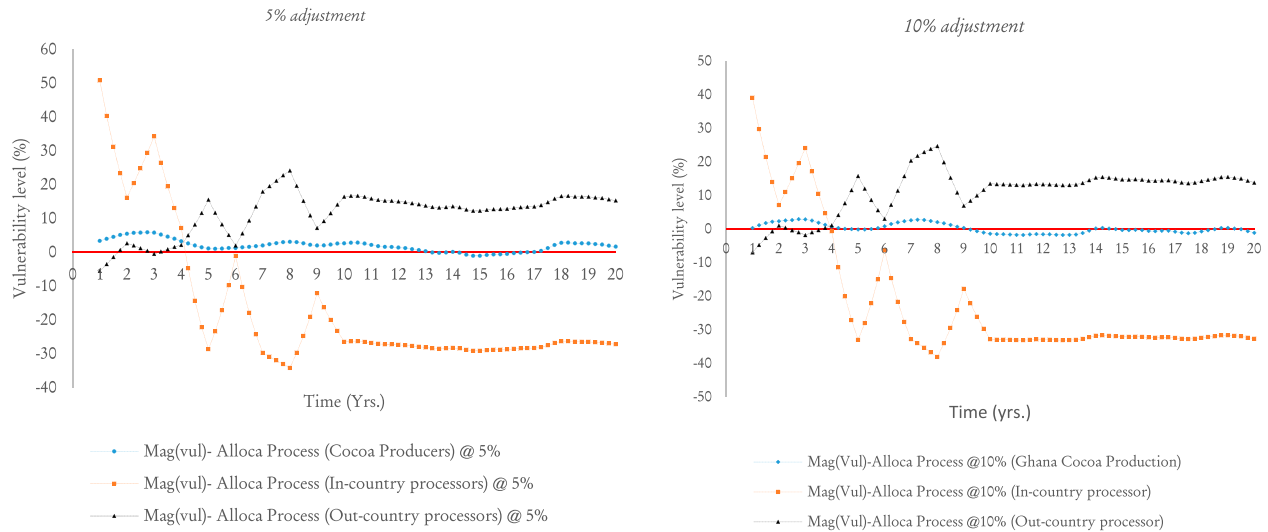 5% adjustment
60
50
40
30
20
10
0
-10
-20
-30
-40
0 1 2 3 4 5 6 7 8 9 10 11 12 13 14 15 16 17 18 19 20
Vulnerability level (%)
Time (Yrs.)
Mag(vul)- Alloca Process (Cocoa Producers) @ 5%
Mag(vul)- Alloca Process (In-country processors) @ 5%
Mag(vul)- Alloca Process (Out-country processors) @ 5%
10% adjustment
50
40
30
20
10
0
-10
-20
-30
-40
-50
0 1 2 3 4 5 6 7 8 9 10 11 12 13 14 15 16 17 18 19 20
Vulnerability level (%)
Time (yrs.)
Mag(Vul)-Alloca Process @10% (Ghana Cocoa Production)
Mag(Vul)-Alloca Process @10% (In-country processor)
Mag(Vul)-Alloca Process @10% (Out-country processor)